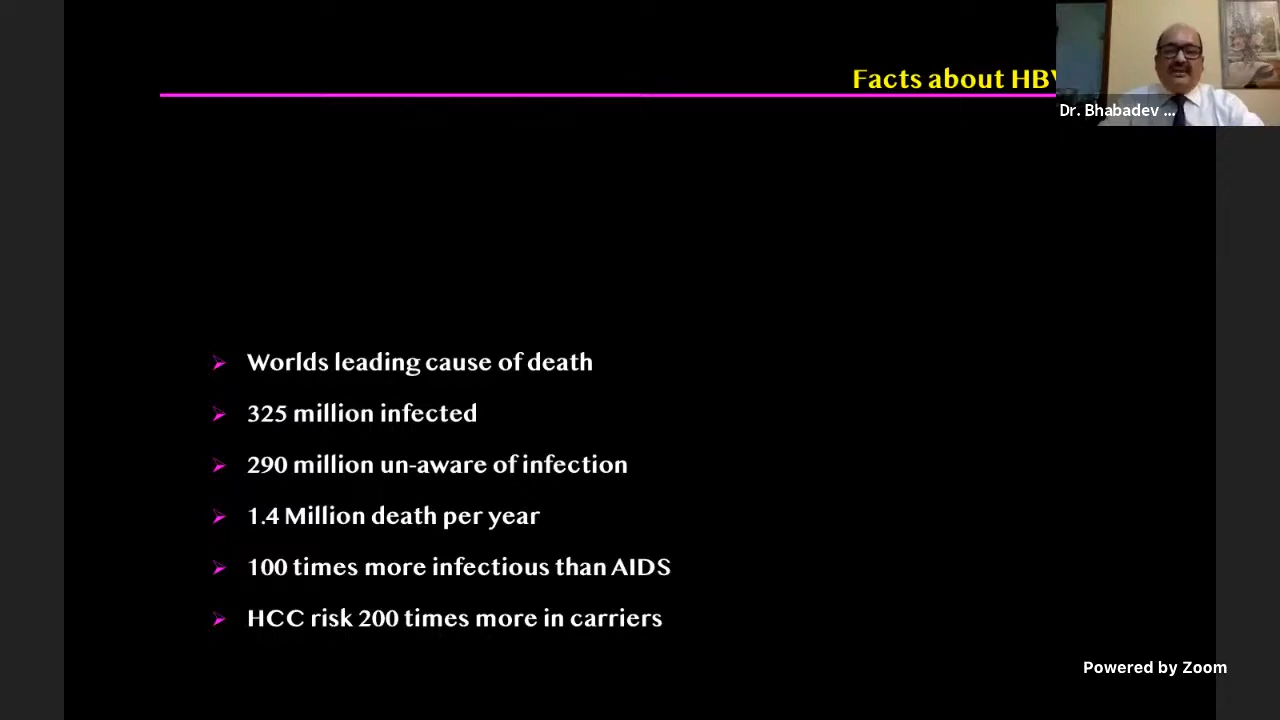 Facts about HBV
Dr. Bhabadev ...
Worlds leading cause of death
325 million infected
290 million un-aware of infection
1.4 Million death per year
100 times more infectious than AIDS
HCC risk 200 times more in carriers
Powered by Zoom